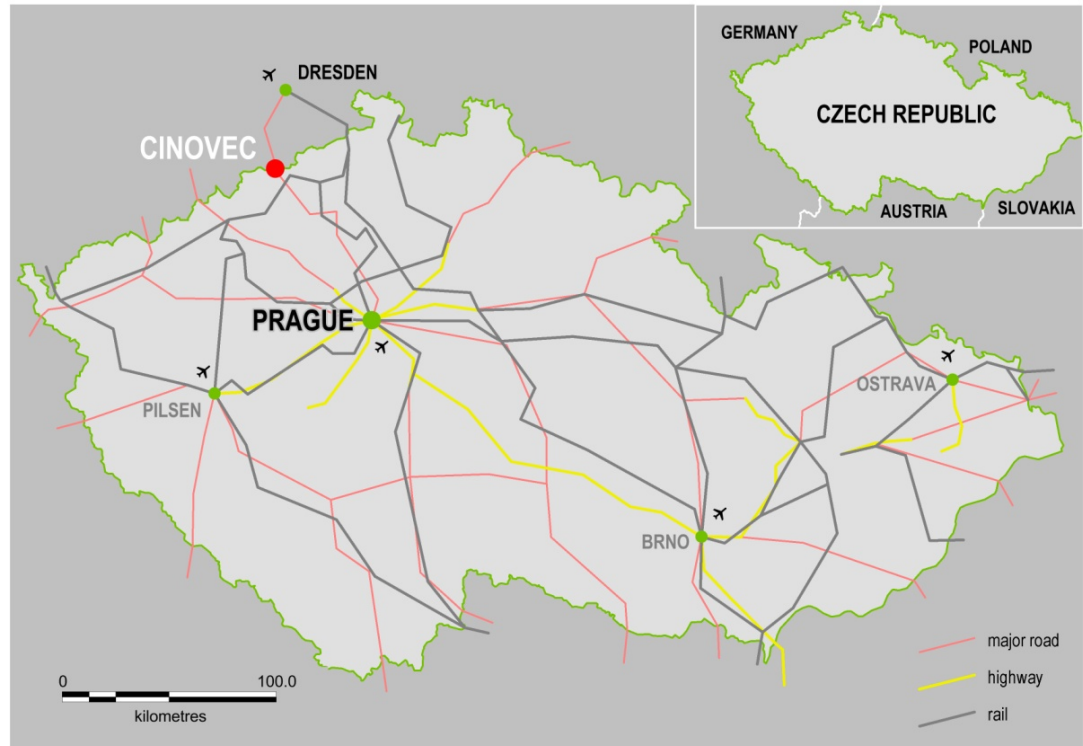 DRESDEN
CINOVEC
PRAGUE
PILSEN
BRNO
OSTRAVA
GERMANY
POLAND
CZECH REPUBLIC
AUSTRIA
SLOVAKIA
0 100.0
kilometres
major road
highway
rail